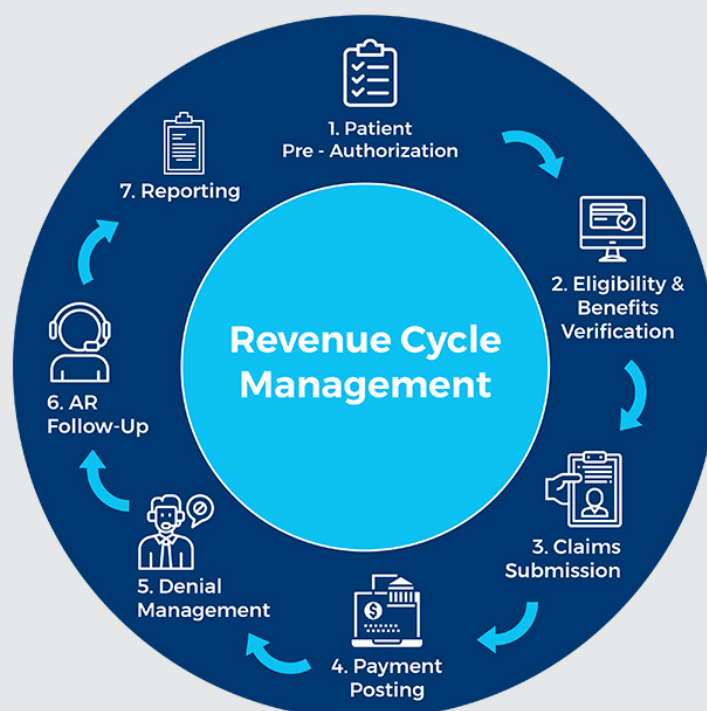 1. Patient
Pre - Authorization
2. Eligibility &
Benefits
Verification
3. Claims
Submission
4. Payment
Posting
5. Denial
Management
6. AR
Follow-Up
7. Reporting
Revenue Cycle
Management